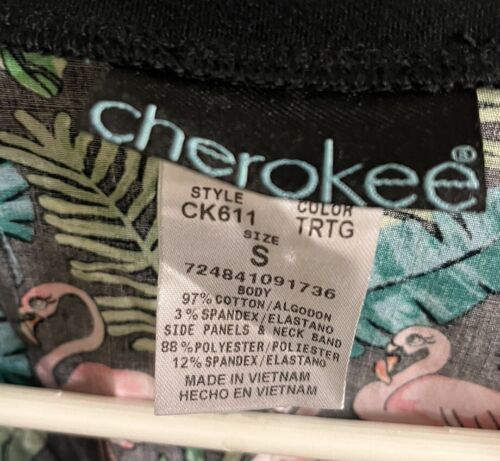 cherokee®
STYLE COLOR
CK611 TRTG
SIZE
S
724841091736
BODY
97% COTTON/ALGODON
3% SPANDEX/ELASTANO
SIDE PANELS & NECK BAND
88% POLYESTER/POLIESTER
12% SPANDEX/ELASTANO
MADE IN VIETNAM
HECHO EN VIETNAM